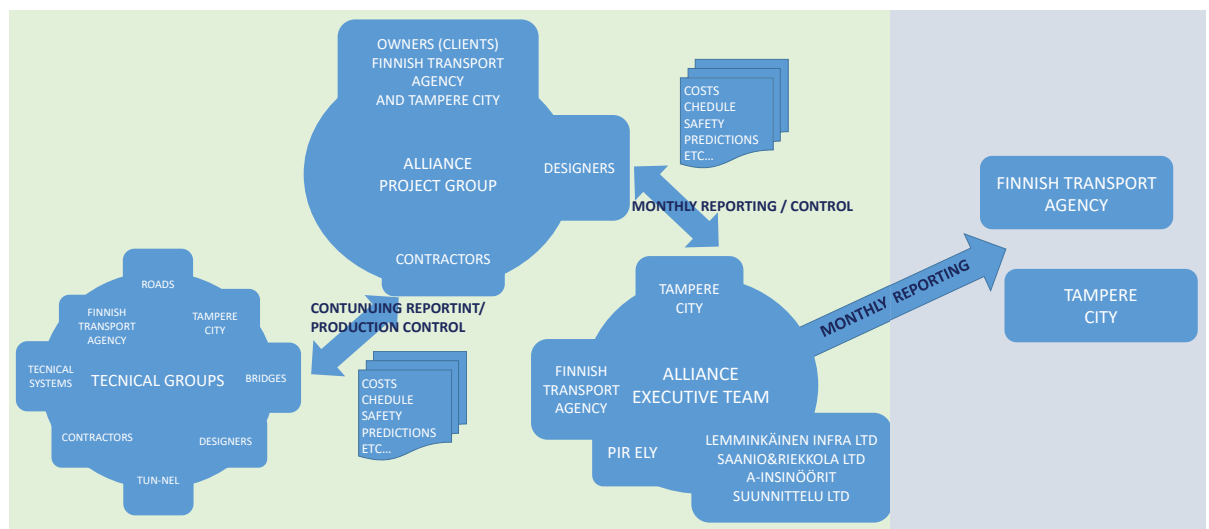 OWNERS (CLIENTS)
FINNISH TRANSPORT
AGENCY
AND TAMPERE CITY
ALLIANCE
PROJECT GROUP
DESIGNERS
CONTRACTORS
COSTS
CHEDULE
SAFETY
PREDICTIONS
ETC…
MONTHLY REPORTING / CONTROL
FINNISH TRANSPORT
AGENCY
TAMPERE
CITY
MONTHLY REPORTING
CONTUNUING REPORTINT/
PRODUCTION CONTROL
ROADS
FINNISH
TRANSPORT
AGENCY
TAMPERE
CITY
TECNICAL
SYSTEMS
TECNICAL GROUPS
BRIDGES
CONTRACTORS
DESIGNERS
TUN-NEL
COSTS
CHEDULE
SAFETY
PREDICTIONS
ETC…
TAMPERE
CITY
FINNISH
TRANSPORT
AGENCY
ALLIANCE
EXECUTIVE TEAM
PIR ELY
LEMMINKÄINEN INFRA LTD
SAANIO&RIEKKOLA LTD
A-INSINÖÖRIT
SUUNNITTELU LTD